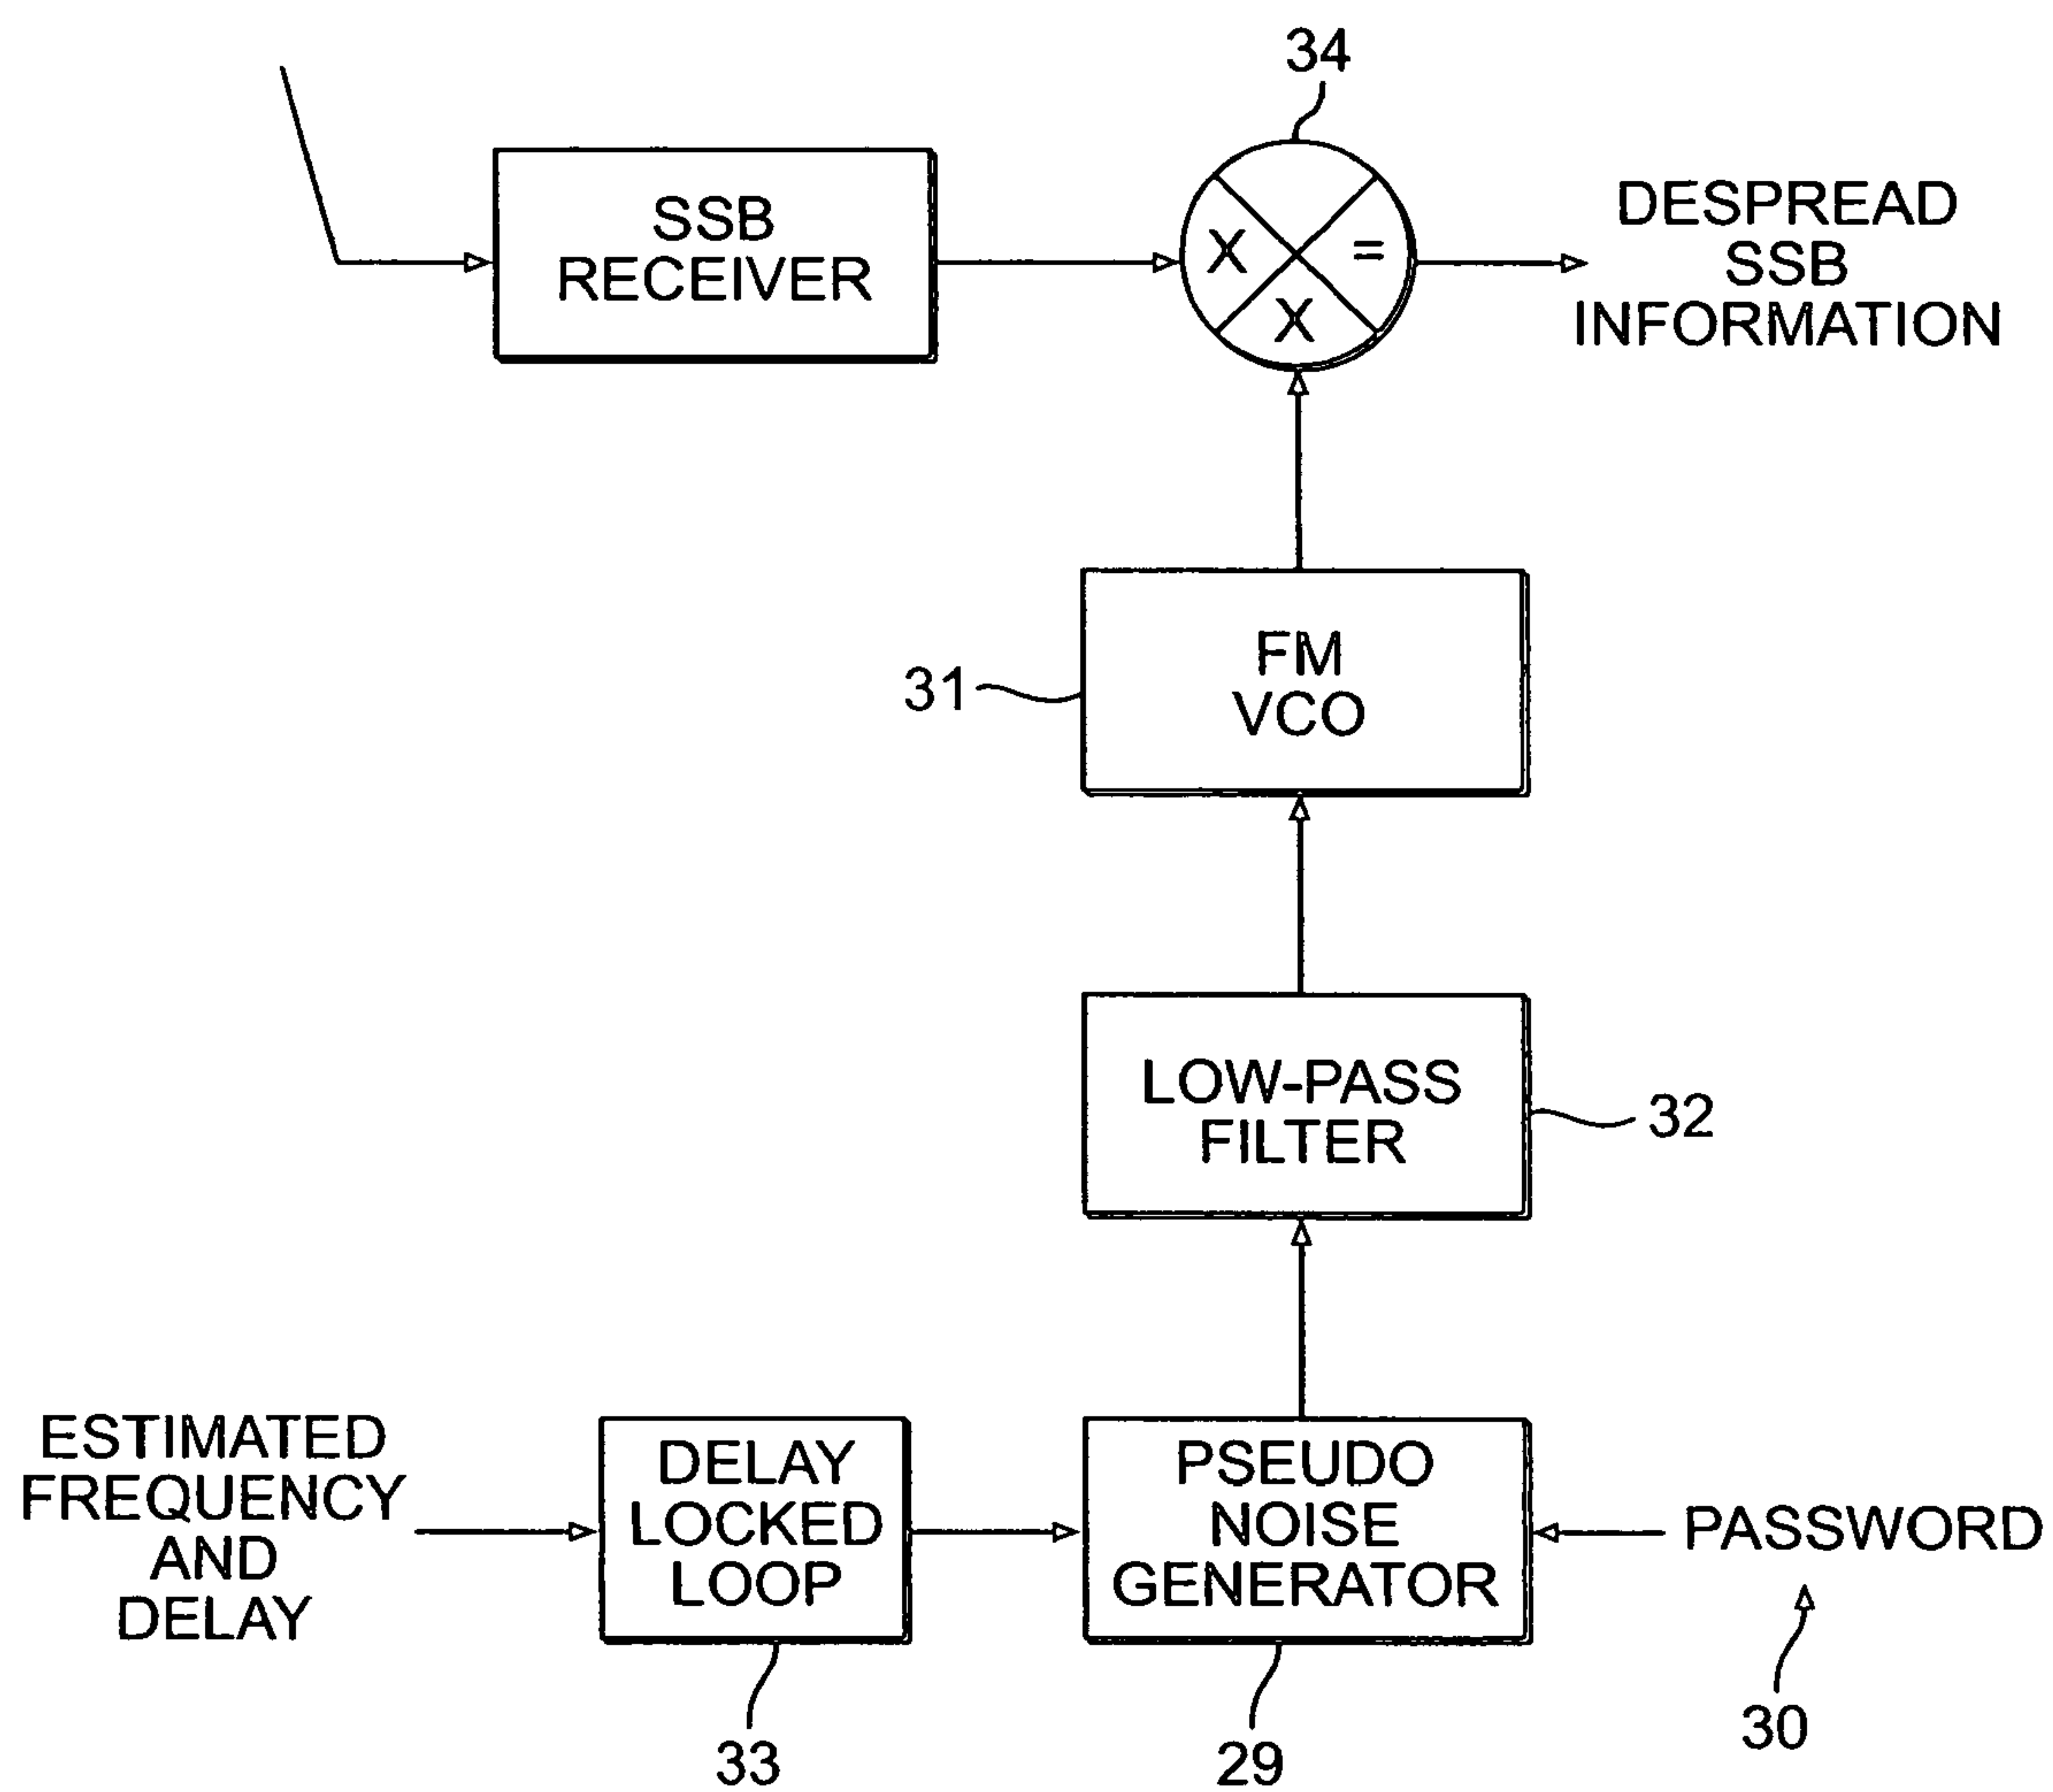 34
SSB
RECEIVER
X
=
X
DESPREAD
SSB
INFORMATION
31
FM
VCO
LOW-PASS
FILTER
32
ESTIMATED
FREQUENCY
AND
DELAY
DELAY
LOCKED
LOOP
PSEUDO
NOISE
GENERATOR
PASSWORD
33
29
30